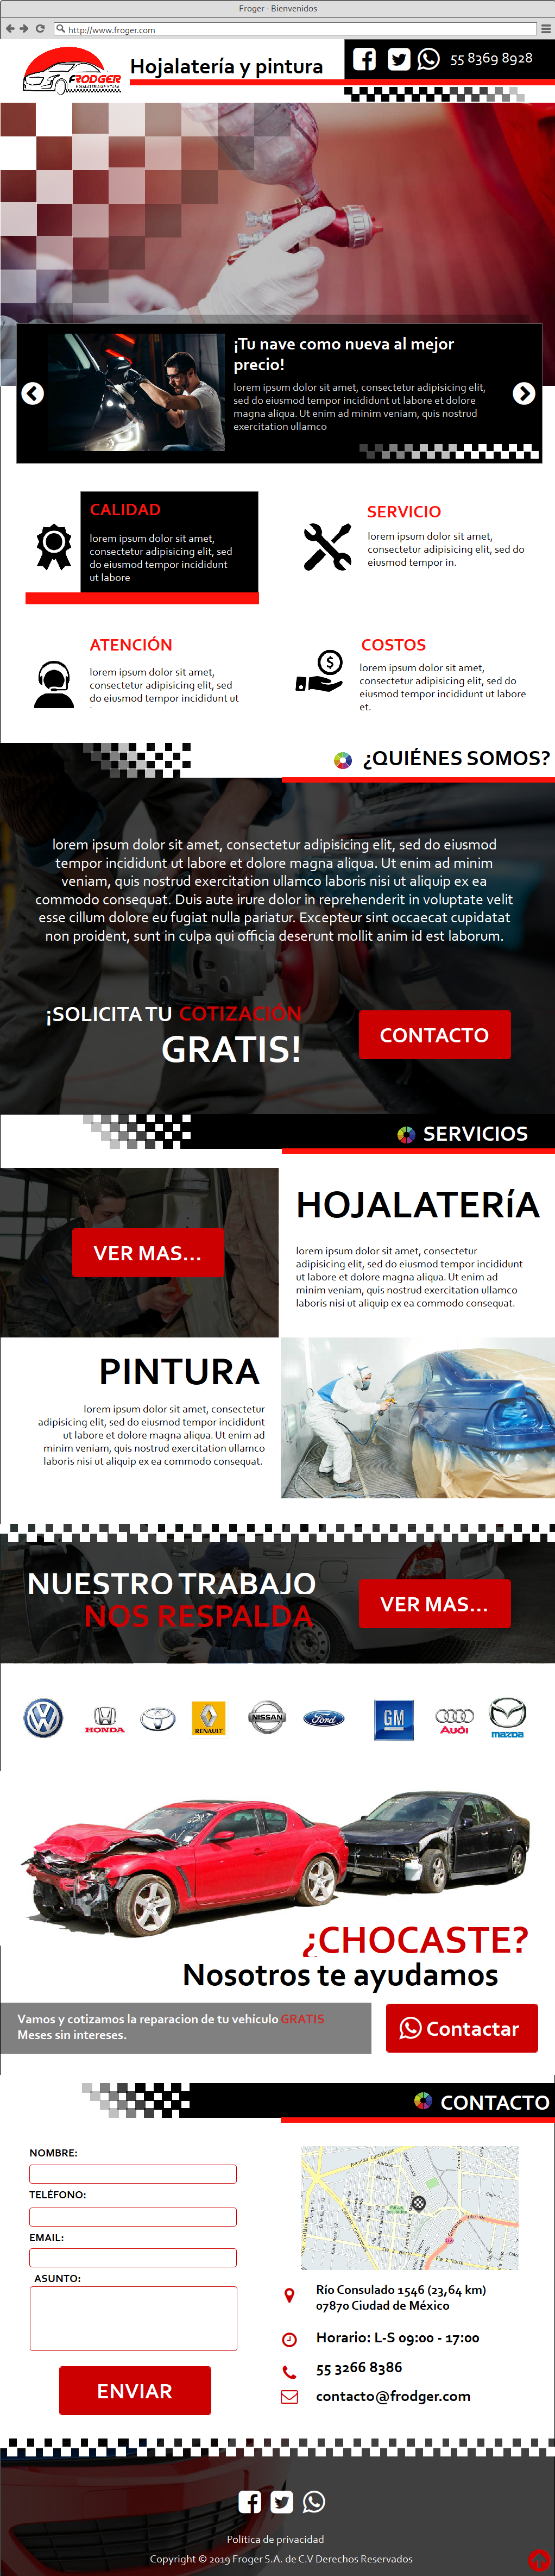 Froger - Bienvenidos
http://www.froger.com
FRODGER
HOJALATERIA Y PINTURA
Hojalatería y pintura
55 8369 8928
¡Tu nave como nueva al mejor
precio!
lorem ipsum dolor sit amet, consectetur adipisicing elit,
sed do eiusmod tempor incididunt ut labore et dolore
magna aliqua. Ut enim ad minim veniam, quis nostrud
exercitation ullamco
CALIDAD
lorem ipsum dolor sit amet,
consectetur adipisicing elit, sed
do eiusmod tempor incididunt
ut labore
SERVICIO
lorem ipsum dolor sit amet,
consectetur adipisicing elit, sed do
eiusmod tempor in.
ATENCIÓN
lorem ipsum dolor sit amet,
consectetur adipisicing elit, sed
do eiusmod tempor incididunt ut
COSTOS
lorem ipsum dolor sit amet,
consectetur adipisicing elit, sed do
eiusmod tempor incididunt ut labore
et.
¿QUIÉNES SOMOS?
lorem ipsum dolor sit amet, consectetur adipisicing elit, sed do eiusmod
tempor incididunt ut labore et dolore magna aliqua. Ut enim ad minim
veniam, quis nostrud exercitation ullamco laboris nisi ut aliquip ex ea
commodo consequat. Duis aute irure dolor in reprehenderit in voluptate velit
esse cillum dolore eu fugiat nulla pariatur. Excepteur sint occaecat cupidatat
non proident, sunt in culpa qui officia deserunt mollit anim id est laborum.
¡SOLICITA TU COTIZACIÓN
GRATIS!
CONTACTO
SERVICIOS
VER MAS...
HOJALATERíA
lorem ipsum dolor sit amet, consectetur
adipisicing elit, sed do eiusmod tempor incididunt
ut labore et dolore magna aliqua. Ut enim ad
minim veniam, quis nostrud exercitation ullamco
laboris nisi ut aliquip ex ea commodo consequat.
PINTURA
lorem ipsum dolor sit amet, consectetur
adipisicing elit, sed do eiusmod tempor incididunt
ut labore et dolore magna aliqua. Ut enim ad
minim veniam, quis nostrud exercitation ullamco
laboris nisi ut aliquip ex ea commodo consequat.
NUESTRO TRABAJO
NOS RESPALDA
VER MAS...
HONDA
RENAULT
NISSAN
Ford
GM
Audi
mazda
¿CHOCASTE?
Nosotros te ayudamos
Vamos y cotizamos la reparacion de tu vehículo GRATIS
Meses sin intereses.
Contactar
CONTACTO
NOMBRE:
TELÉFONO:
EMAIL:
ASUNTO:
ENVIAR
Río Consulado 1546 (23,64 km)
07870 Ciudad de México
Horario: L-S 09:00 - 17:00
55 3266 8386
contacto@frodger.com
Política de privacidad
Copyright © 2019 Froger S.A. de C.V Derechos Reservados